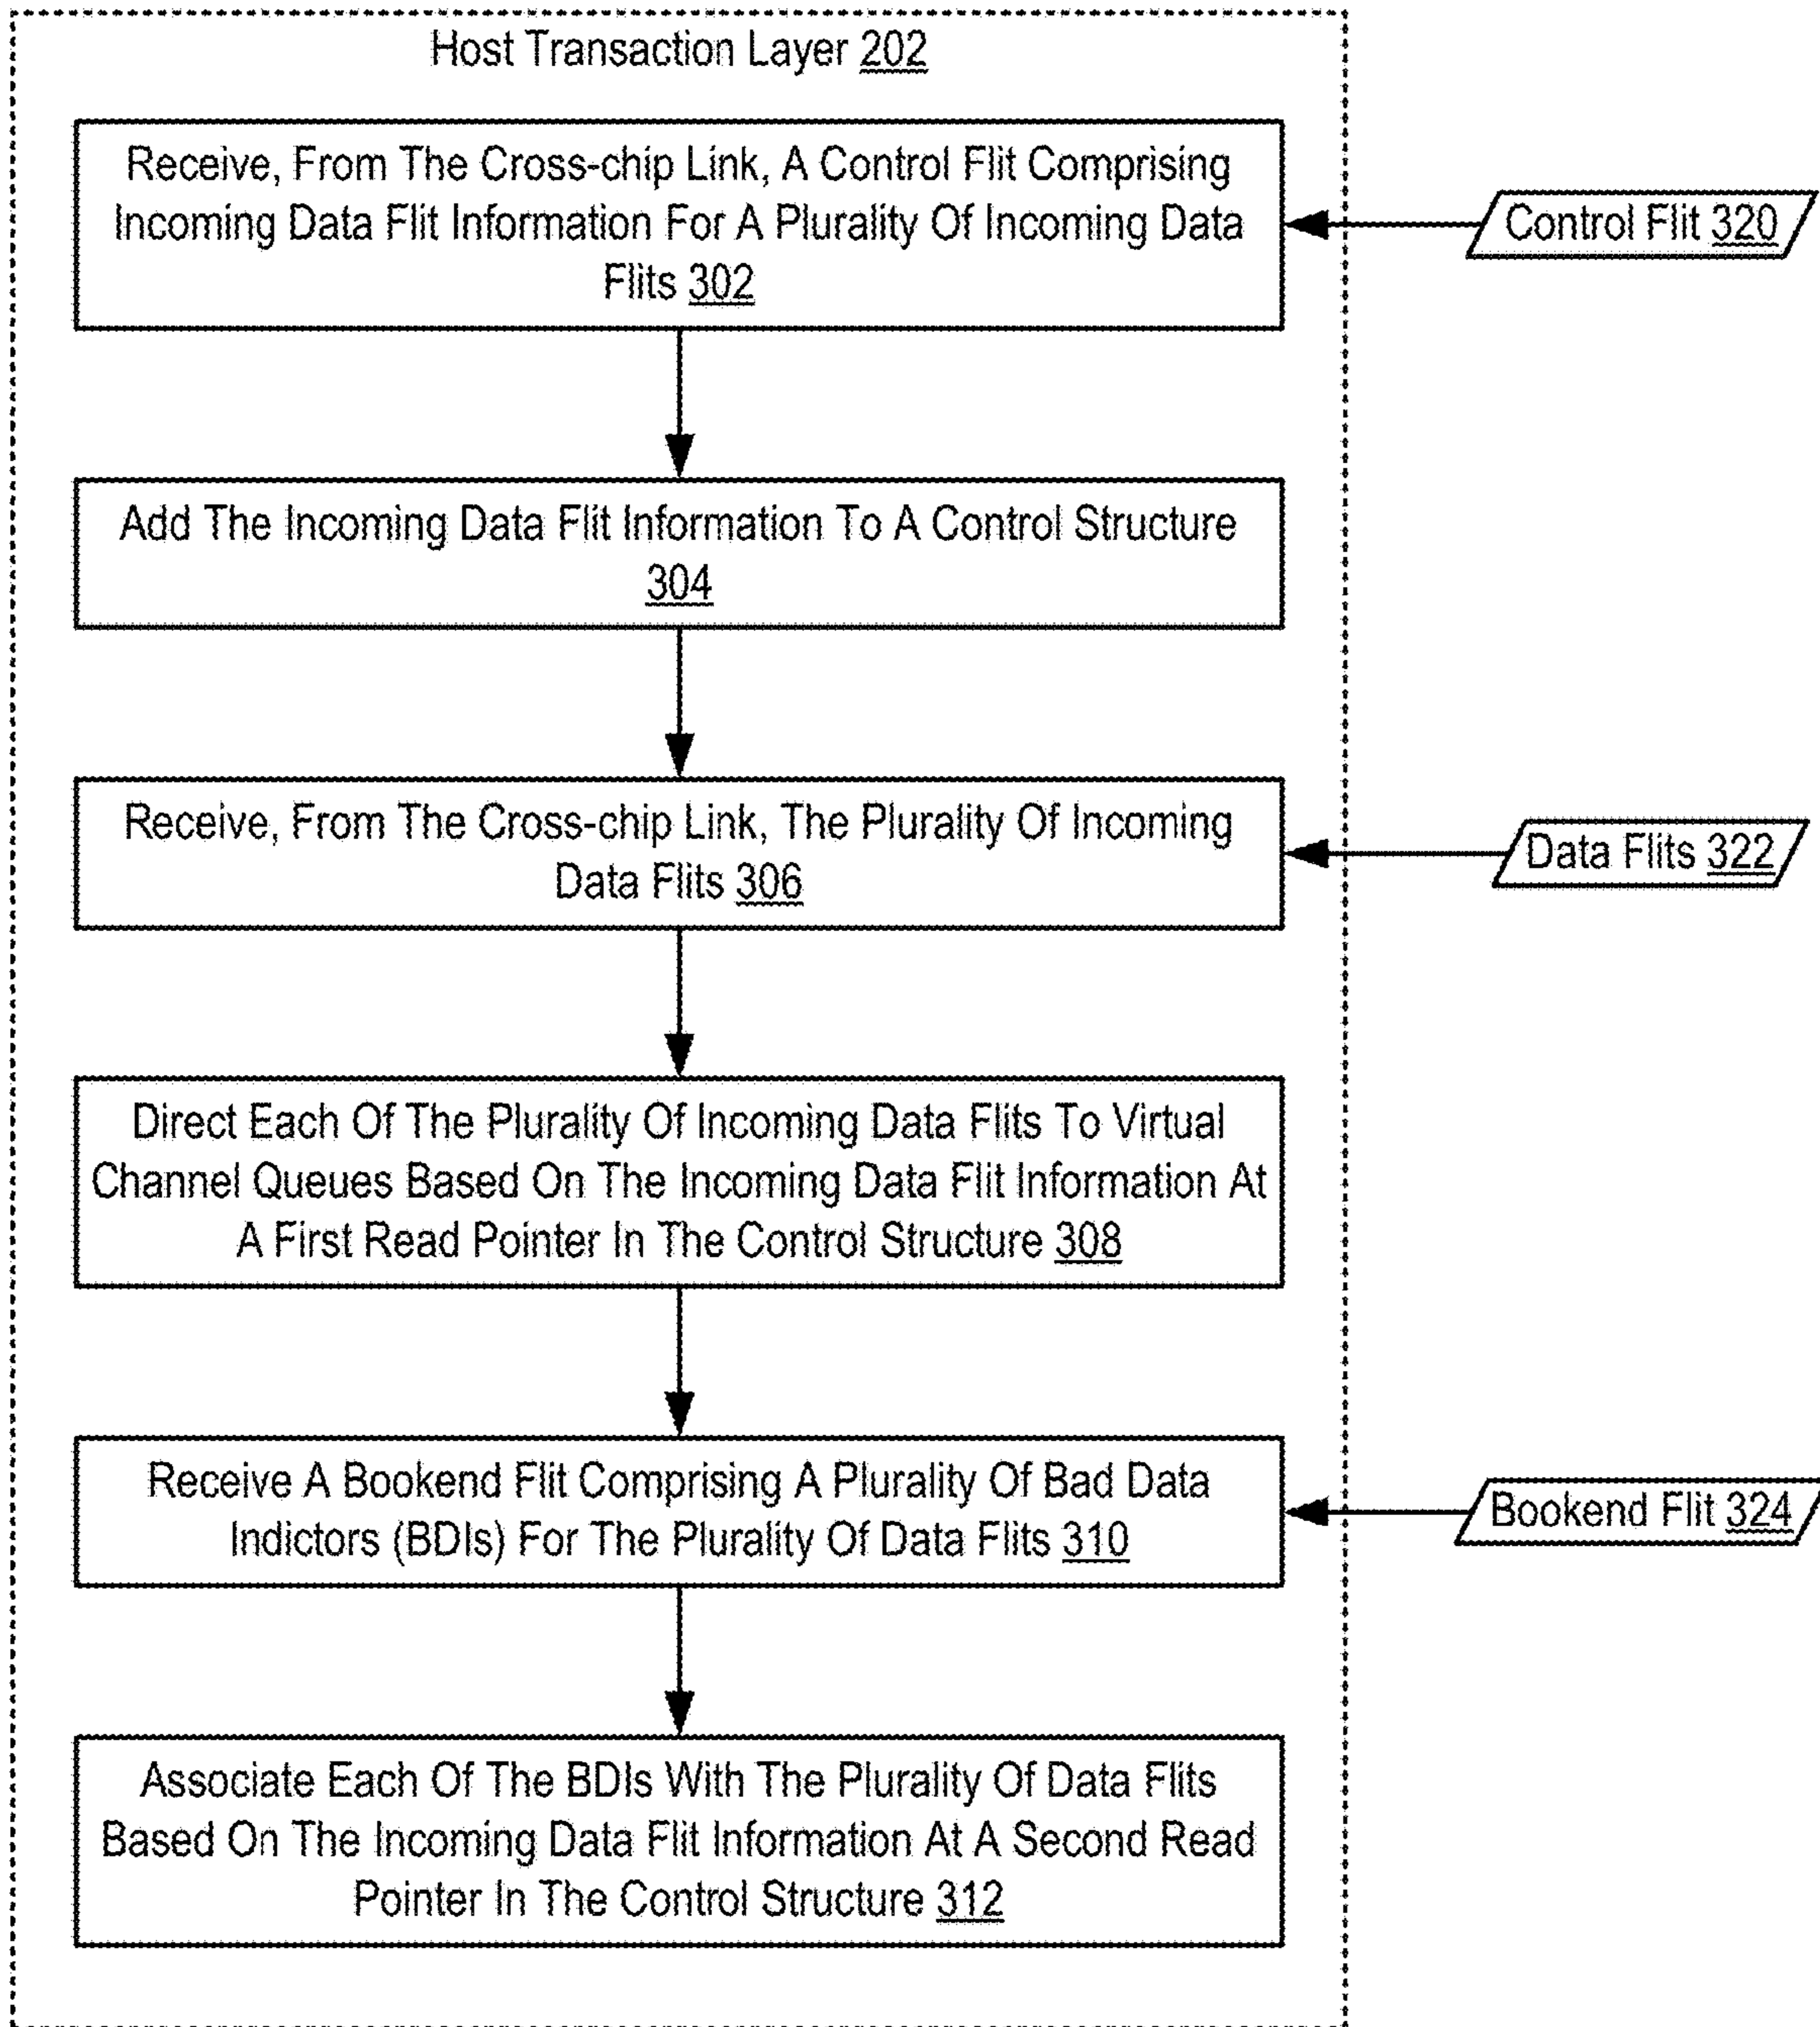 Host Transaction Layer 202
Receive, From The Cross-chip Link, A Control Flit Comprising
Incoming Data Flit Information For A Plurality Of Incoming Data
Flits 302
Control Flit 320
Add The Incoming Data Flit Information To A Control Structure
304
Receive, From The Cross-chip Link, The Plurality Of Incoming
Data Flits 306
Data Flits 322
Direct Each Of The Plurality Of Incoming Data Flits To Virtual
Channel Queues Based On The Incoming Data Flit Information At
A First Read Pointer In The Control Structure 308
Receive A Bookend Flit Comprising A Plurality Of Bad Data
Indictors (BDIs) For The Plurality Of Data Flits 310
Bookend Flit 324
Associate Each Of The BDIs With The Plurality Of Data Flits
Based On The Incoming Data Flit Information At A Second Read
Pointer In The Control Structure 312